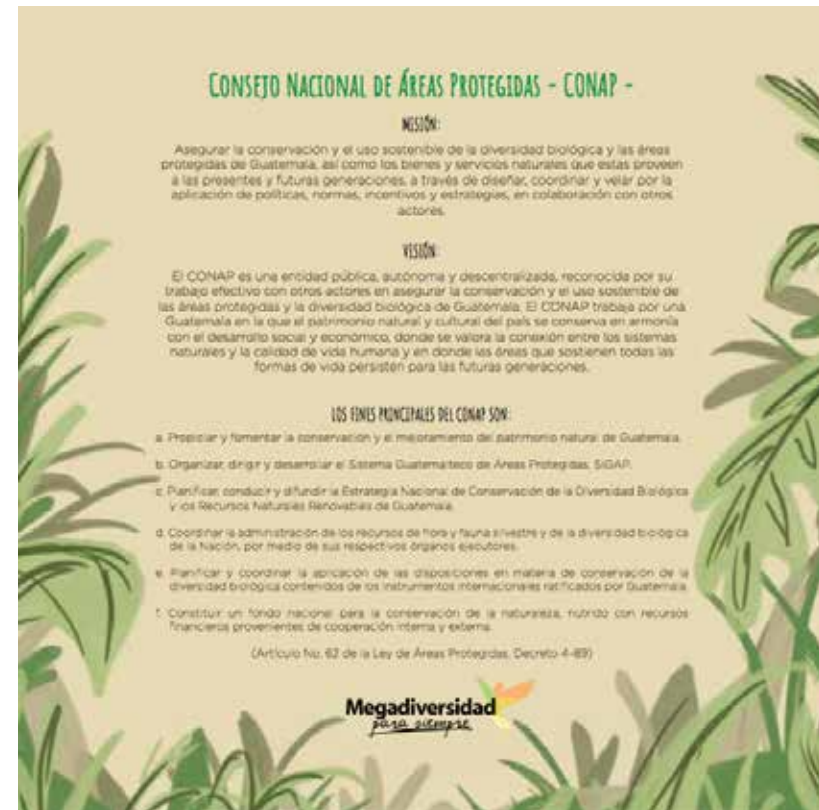 CONSEJO NACIONAL DE ÁREAS PROTEGIDAS - CONAP -
MISIÓN:
Asegurar la conservación y el uso sostenible de la diversidad biológica y las áreas
protegidas de Guatemala, así como los bienes y servicios naturales que estas proveen
a las presentes y futuras generaciones, a través de diseñar, coordinar y velar por la
aplicación de políticas, normas, incentivos y estrategias, en colaboración con otros
actores.
VISIÓN:
El CONAP es una entidad pública, autónoma y descentralizada, reconocida por su
trabajo efectivo con otros actores en asegurar la conservación y el uso sostenible de
las áreas protegidas y la diversidad biológica de Guatemala. El CONAP trabaja por una
Guatemala en la que el patrimonio natural y cultural del país se conserva en armonía
con el desarrollo social y económico, donde se valora la conexión entre los sistemas
naturales y la calidad de vida humana y en donde las áreas que sostienen todas las
formas de vida persisten para las futuras generaciones.
LOS FINES PRINCIPALES DEL CONAP SON:
a. Propiciar y fomentar la conservación y el mejoramiento del patrimonio natural de Guatemala.
b. Organizar, dirigir y desarrollar el Sistema Guatemalteco de Áreas Protegidas, SIGAP.
c. Planificar, conducir y difundir la Estrategia Nacional de Conservación de la Diversidad Biológica
y los Recursos Naturales Renovables de Guatemala.
d. Coordinar la administración de los recursos de flora y fauna silvestre y de la diversidad biológica
de la Nación, por medio de sus respectivos órganos ejecutores.
e. Planificar y coordinar la aplicación de las disposiciones en materia de conservación de la
diversidad biológica contenidos de los instrumentos internacionales ratificados por Guatemala.
f. Constituir un fondo nacional para la conservación de la naturaleza, nutrido con recursos
financieros provenientes de cooperación interna y externa.
(Artículo No. 62 de la Ley de Áreas Protegidas, Decreto 4-89)
Megadiversidad
para siempre